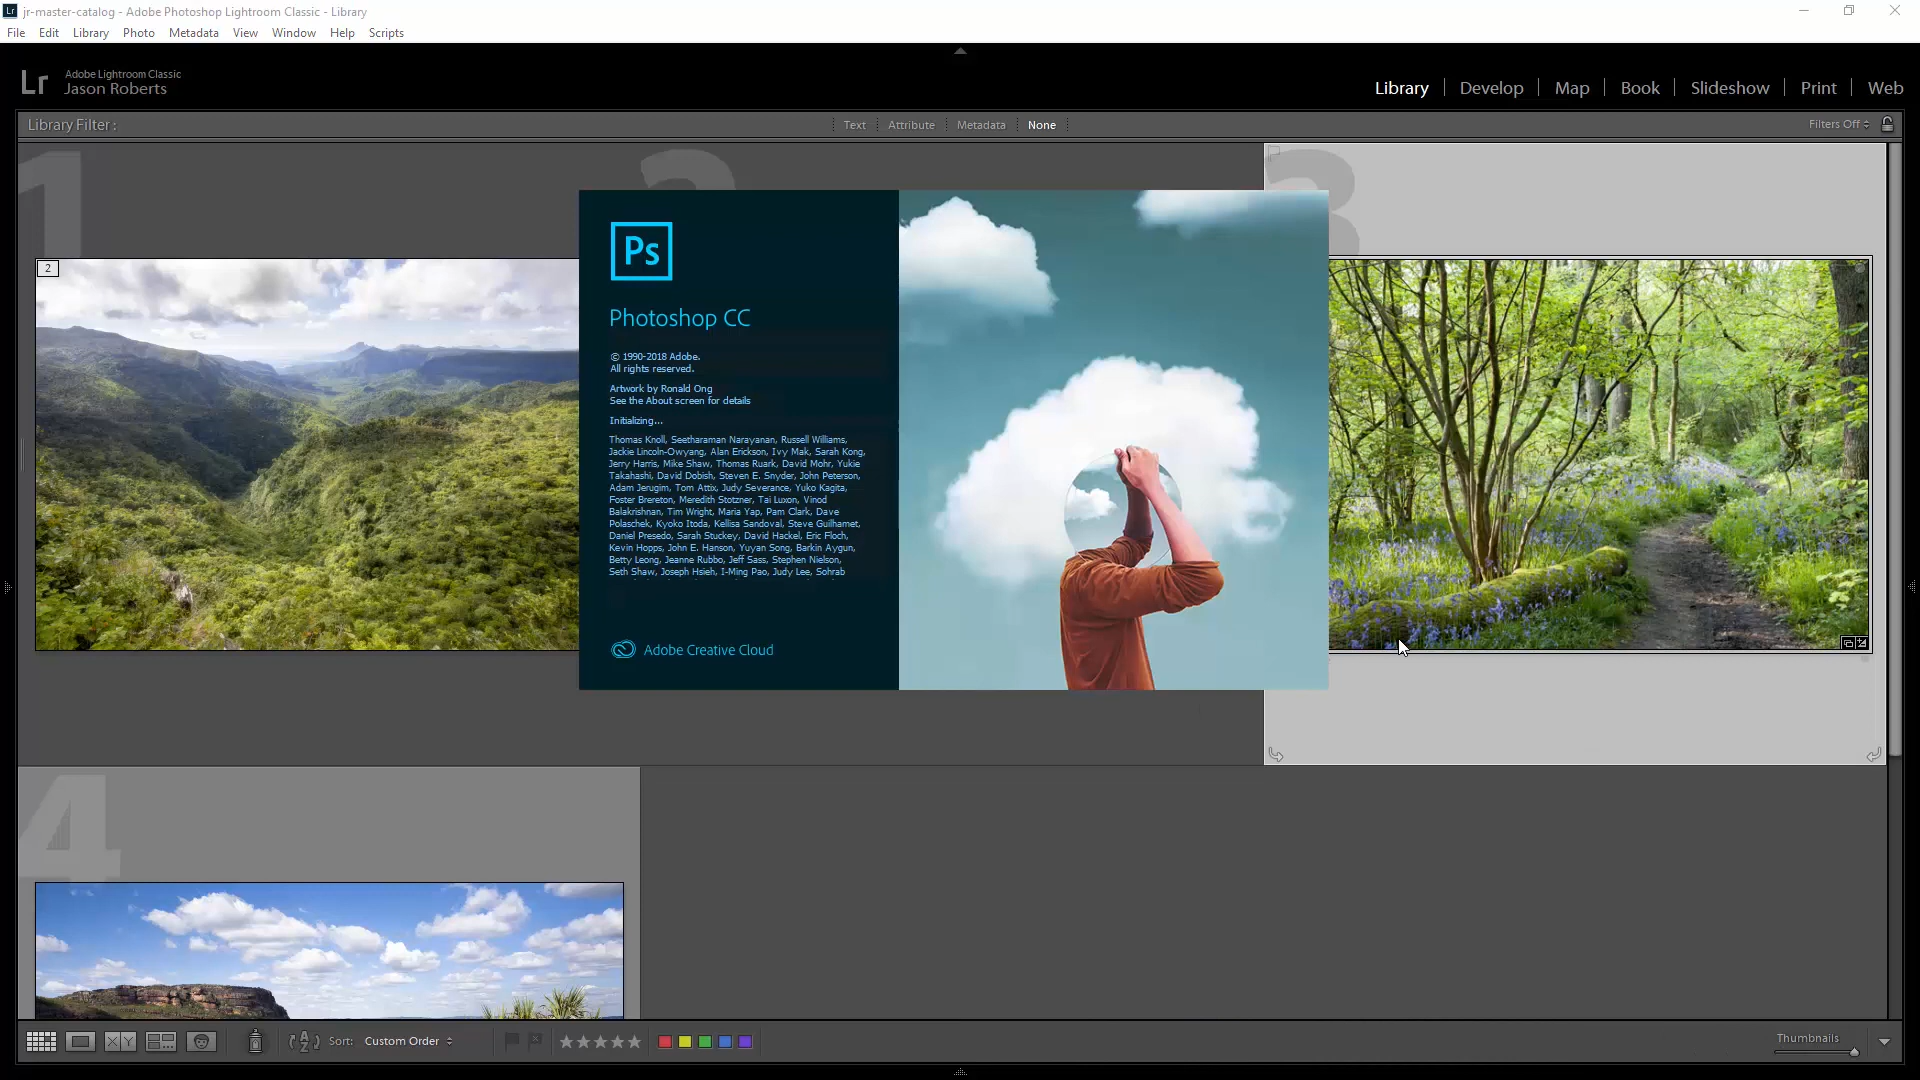 Lr jr-master-catalog - Adobe Photoshop Lightroom Classic - Library
File Edit Library Photo Metadata View Window Help Scripts
Lr Adobe Lightroom Classic
Jason Roberts
Library Develop Map Book Slideshow Print Web
Library Filter : Text Attribute Metadata None Filters Off
1 2 3
2
Ps
Photoshop CC
© 1990-2018 Adobe.
All rights reserved.
Artwork by Ronald Ong
See the About screen for details
Initializing...
Thomas Knoll, Seetharaman Narayanan, Russell Williams,
Jackie Lincoln-Owyang, Alan Erickson, Ivy Mak, Sarah Kong,
Jerry Harris, Mike Shaw, Thomas Ruark, David Mohr, Yukie
Takahashi, David Dobish, Steven E. Snyder, John Peterson,
Adam Jerugim, Tom Attix, Judy Severance, Yuko Kagita,
Foster Brereton, Meredith Stotzner, Tai Luxon, Vinod
Balakrishnan, Tim Wright, Maria Yap, Pam Clark, Dave
Polaschek, Kyoko Itoda, Kellisa Sandoval, Steve Guilhamet,
Daniel Presedo, Sarah Stuckey, David Hackel, Eric Floch,
Kevin Hopps, John E. Hanson, Yuyan Song, Barkin Aygun,
Betty Leong, Jeanne Rubbo, Jeff Sass, Stephen Nielson,
Seth Shaw, Joseph Hsieh, I-Ming Pao, Judy Lee, Sohrab
Adobe Creative Cloud
4
XY AZ Sort: Custom Order Thumbnails